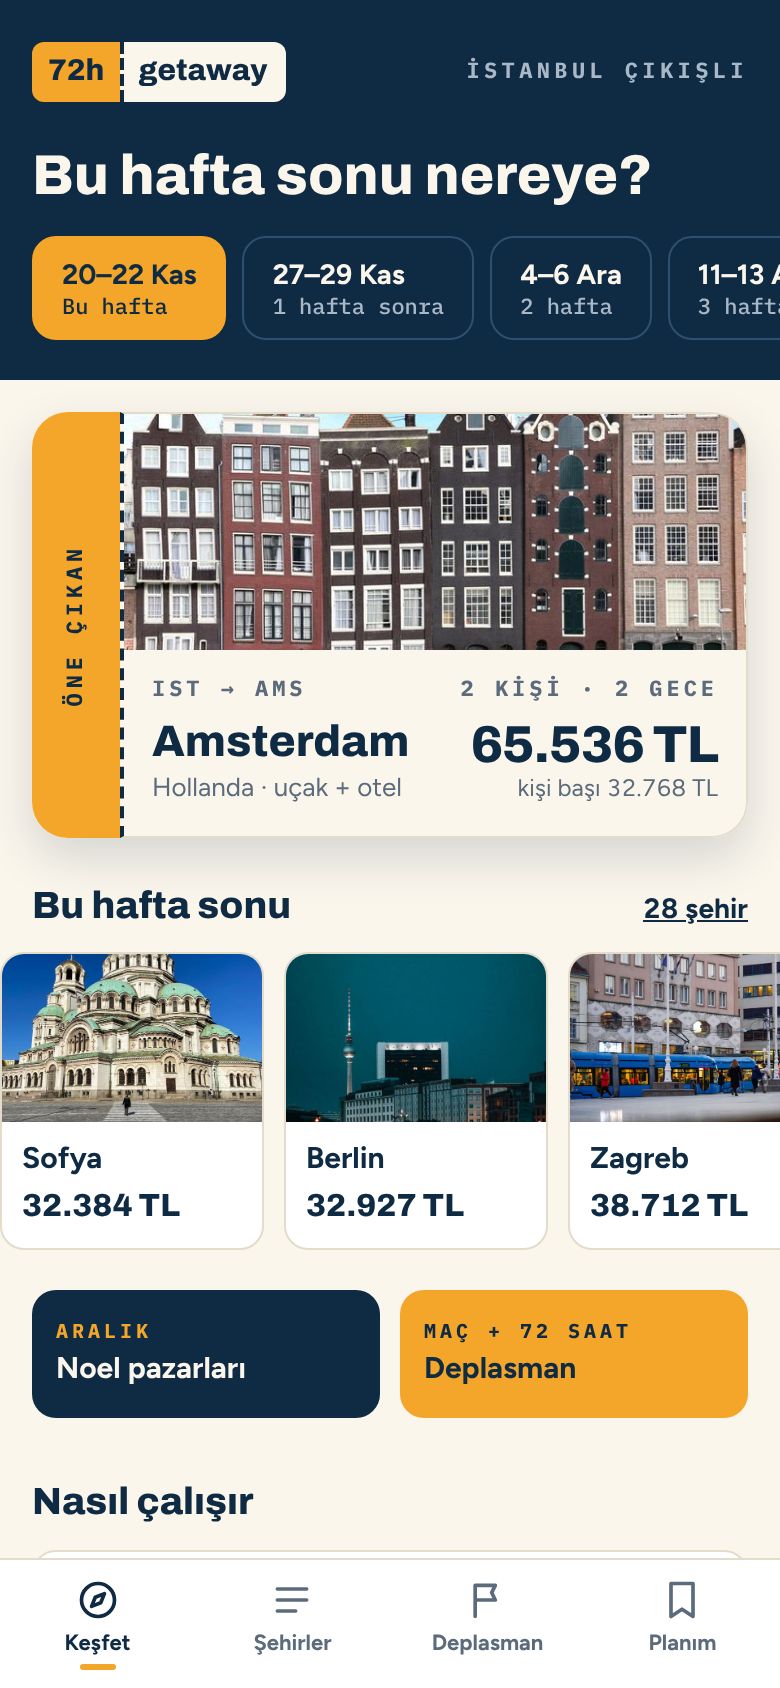 72h getaway
İSTANBUL ÇIKIŞLI
Bu hafta sonu nereye?
20–22 Kas
Bu hafta
27–29 Kas
1 hafta sonra
4–6 Ara
2 hafta
11–13
3
ÖNE ÇIKAN
IST → AMS
2 KİŞİ · 2 GECE
Amsterdam
65.536 TL
Hollanda · uçak + otel
kişi başı 32.768 TL
Bu hafta sonu
28 şehir
Sofya
32.384 TL
Berlin
32.927 TL
Zagreb
38.712 TL
ARALIK
Noel pazarları
MAÇ + 72 SAAT
Deplasman
Nasıl çalışır
Keşfet
Şehirler
Deplasman
Planım